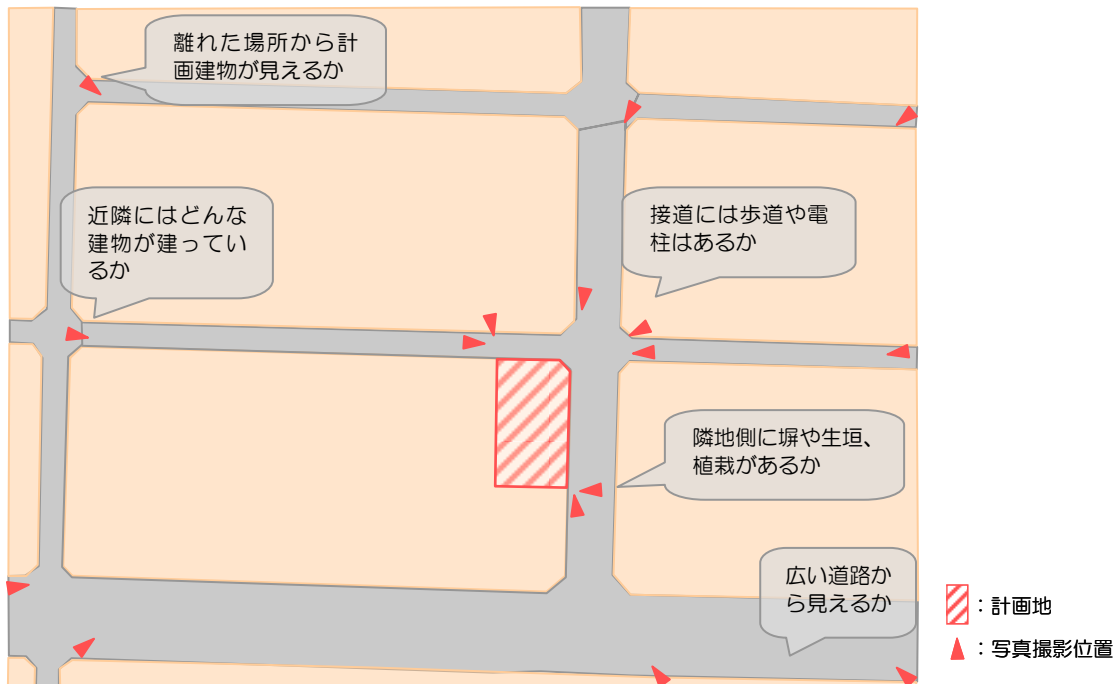 離れた場所から計
画建物が見えるか
近隣にはどんな
建物が建ってい
るか
接道には歩道や電
柱はあるか
隣地側に塀や生垣、
植栽があるか
広い道路か
ら見えるか
：計画地
：写真撮影位置